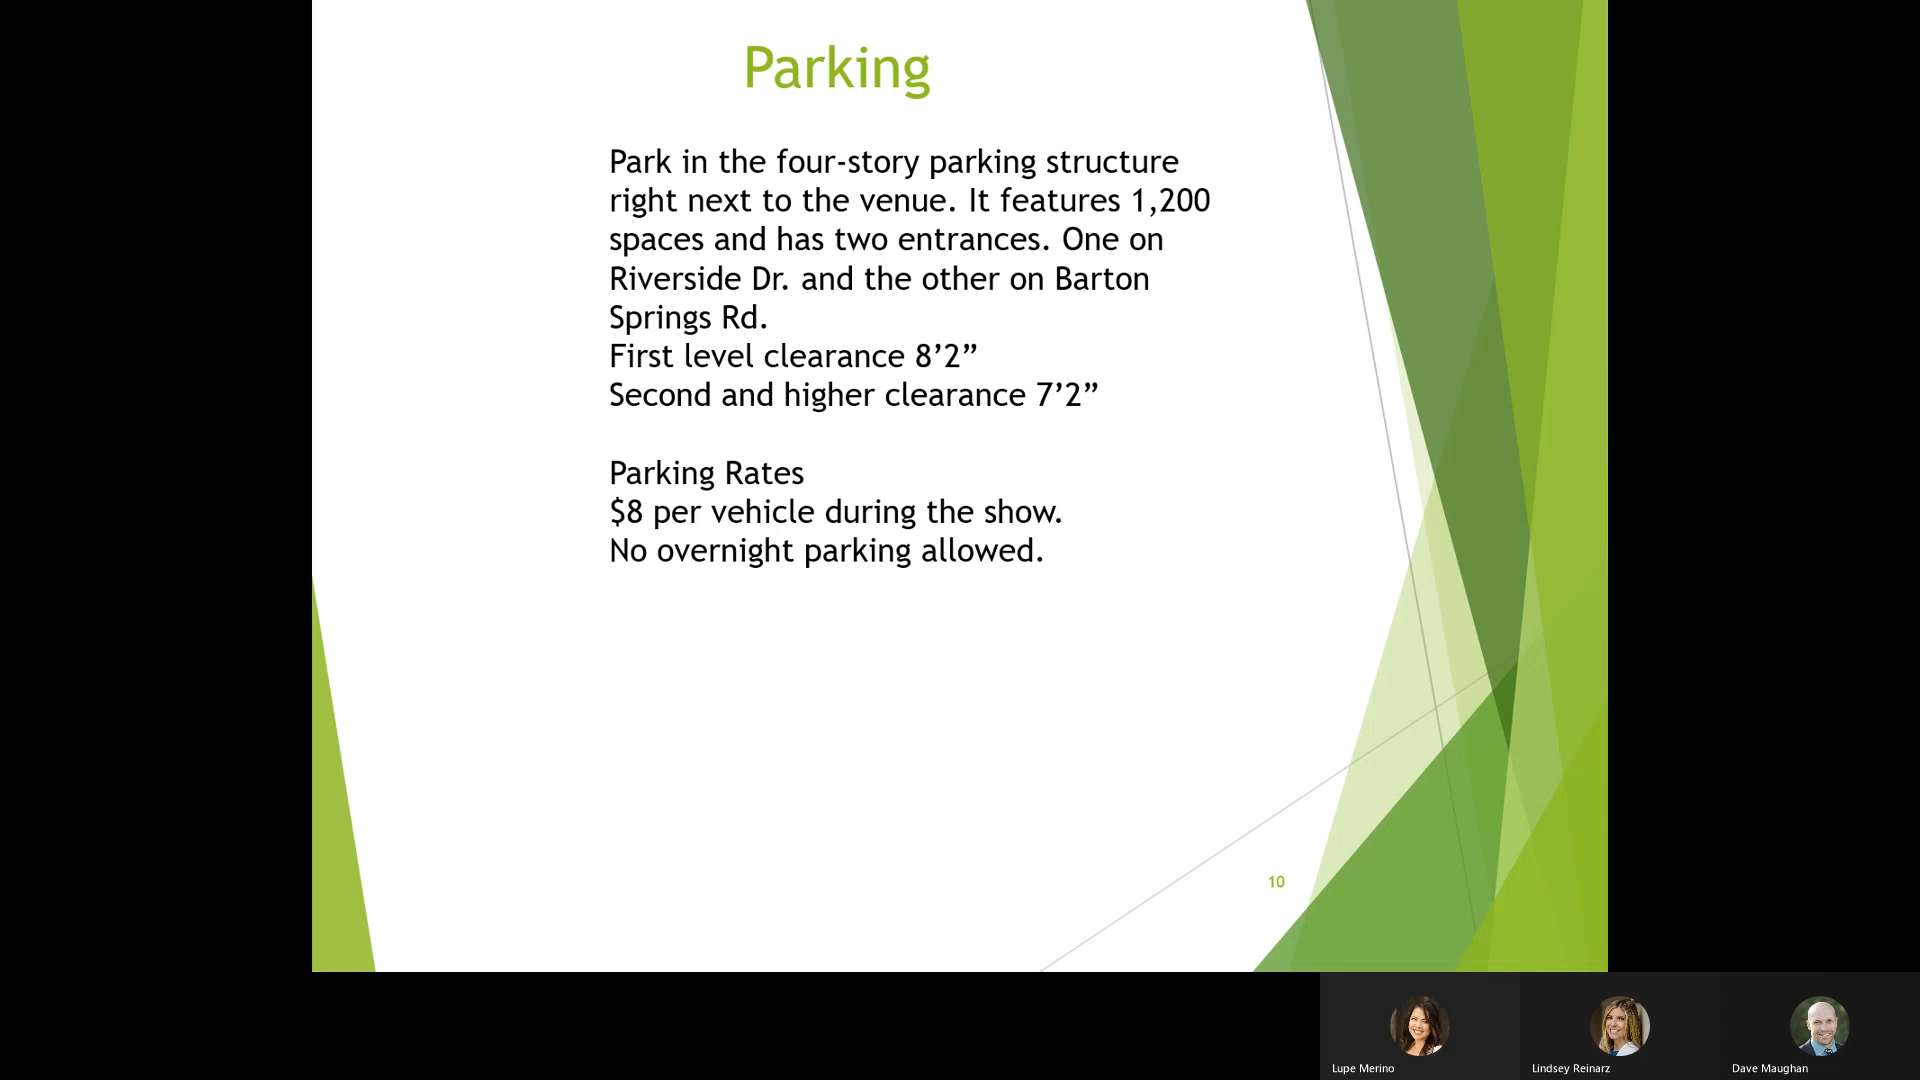 Parking
Park in the four-story parking structure
right next to the venue. It features 1,200
spaces and has two entrances. One on
Riverside Dr. and the other on Barton
Springs Rd.
First level clearance 8’2”
Second and higher clearance 7’2”
Parking Rates
$8 per vehicle during the show.
No overnight parking allowed.
10
Lupe Merino
Lindsey Reinarz
Dave Maughan